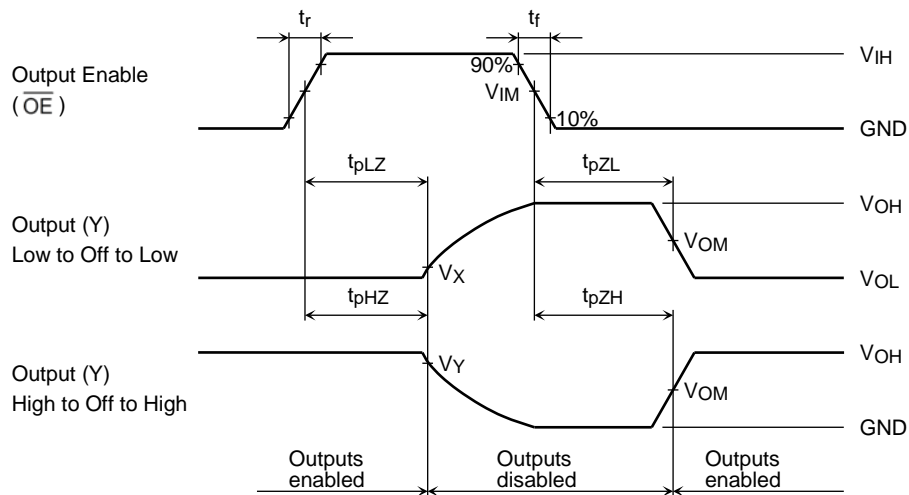 tr
tf
Output Enable
( OE )
90%
VIM
10%
VIH
GND
tpLZ
tpZL
Output (Y)
Low to Off to Low
VX
VOM
VOH
VOL
tpHZ
tpZH
Output (Y)
High to Off to High
VY
VOM
VOH
GND
Outputs
enabled
Outputs
disabled
Outputs
enabled